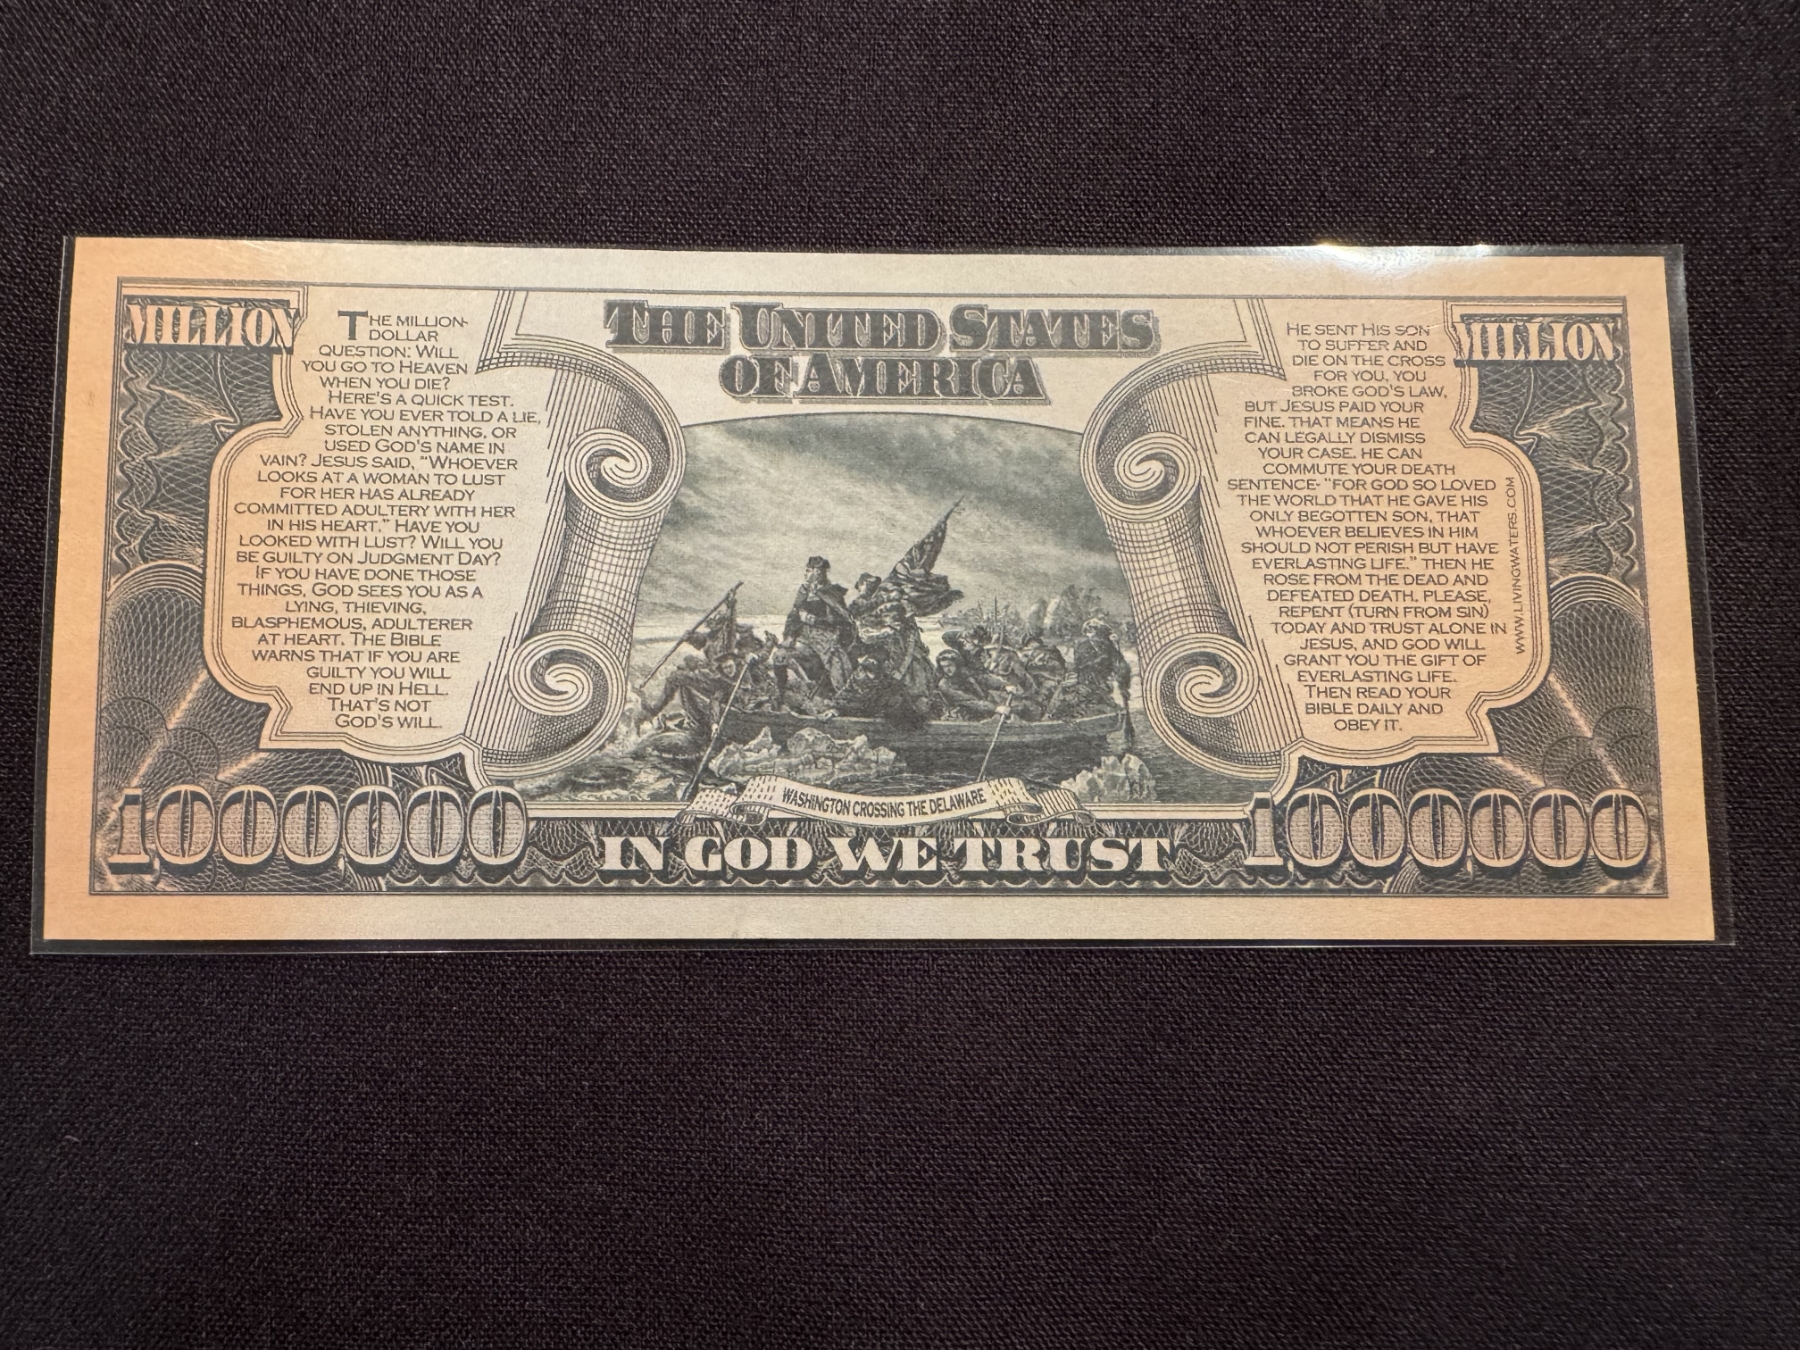 MILLION
THE MILLION-
DOLLAR
QUESTION: WILL
YOU GO TO HEAVEN
WHEN YOU DIE?
HERE'S A QUICK TEST.
HAVE YOU EVER TOLD A LIE,
STOLEN ANYTHING, OR
USED GOD'S NAME IN
VAIN? JESUS SAID, "WHOEVER
LOOKS AT A WOMAN TO LUST
FOR HER HAS ALREADY
COMMITTED ADULTERY WITH HER
IN HIS HEART." HAVE YOU
LOOKED WITH LUST? WILL YOU
BE GUILTY ON JUDGMENT DAY?
IF YOU HAVE DONE THOSE
THINGS, GOD SEES YOU AS A
LYING, THIEVING,
BLASPHEMOUS, ADULTERER
AT HEART. THE BIBLE
WARNS THAT IF YOU ARE
GUILTY YOU WILL
END UP IN HELL.
THAT'S NOT
GOD'S WILL.
THE UNITED STATES
OF AMERICA
HE SENT HIS SON
TO SUFFER AND
DIE ON THE CROSS
FOR YOU, YOU
BROKE GOD'S LAW,
BUT JESUS PAID YOUR
FINE. THAT MEANS HE
CAN LEGALLY DISMISS
YOUR CASE. HE CAN
COMMUTE YOUR DEATH
SENTENCE- "FOR GOD SO LOVED
THE WORLD THAT HE GAVE HIS
ONLY BEGOTTEN SON, THAT
WHOEVER BELIEVES IN HIM
SHOULD NOT PERISH BUT HAVE
EVERLASTING LIFE." THEN HE
ROSE FROM THE DEAD AND
DEFEATED DEATH. PLEASE,
REPENT (TURN FROM SIN)
TODAY AND TRUST ALONE IN
JESUS, AND GOD WILL
GRANT YOU THE GIFT OF
EVERLASTING LIFE.
THEN READ YOUR
BIBLE DAILY AND
OBEY IT.
MILLION
WWW.LIVINGWATERS.COM
WASHINGTON CROSSING THE DELAWARE
1,000,000
IN GOD WE TRUST
1,000,000